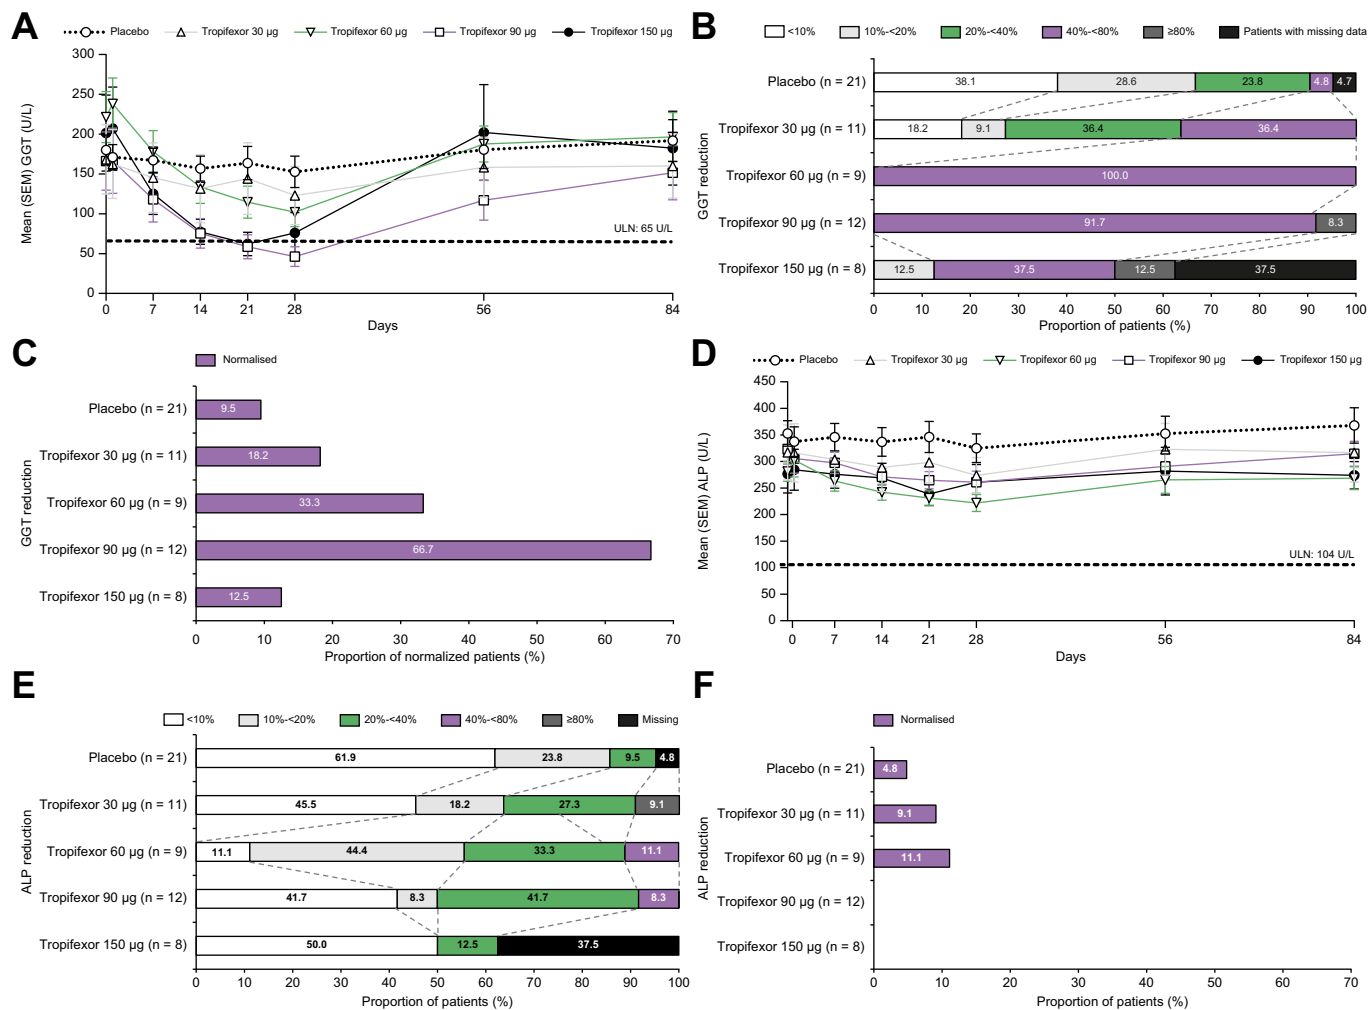 A
Placebo
Tropifexor 30 µg
Tropifexor 60 µg
Tropifexor 90 µg
Tropifexor 150 µg
Mean (SEM) GGT (U/L)
300
250
200
150
100
50
0
ULN: 65 U/L
0 7 14 21 28 56 84
Days
B
<10%
10%-<20%
20%-<40%
40%-<80%
≥80%
Patients with missing data
GGT reduction
Placebo (n = 21) 38.1 28.6 23.8 4.8 4.7
Tropifexor 30 µg (n = 11) 18.2 9.1 36.4 36.4
Tropifexor 60 µg (n = 9) 100.0
Tropifexor 90 µg (n = 12) 91.7 8.3
Tropifexor 150 µg (n = 8) 12.5 37.5 12.5 37.5
0 10 20 30 40 50 60 70 80 90 100
Proportion of patients (%)
C
Normalised
GGT reduction
Placebo (n = 21) 9.5
Tropifexor 30 µg (n = 11) 18.2
Tropifexor 60 µg (n = 9) 33.3
Tropifexor 90 µg (n = 12) 66.7
Tropifexor 150 µg (n = 8) 12.5
0 10 20 30 40 50 60 70
Proportion of normalized patients (%)
D
Placebo
Tropifexor 30 µg
Tropifexor 60 µg
Tropifexor 90 µg
Tropifexor 150 µg
Mean (SEM) ALP (U/L)
450
400
350
300
250
200
150
100
50
0
ULN: 104 U/L
0 7 14 21 28 56 84
Days
E
<10%
10%-<20%
20%-<40%
40%-<80%
≥80%
Missing
ALP reduction
Placebo (n = 21) 61.9 23.8 9.5 4.8
Tropifexor 30 µg (n = 11) 45.5 18.2 27.3 9.1
Tropifexor 60 µg (n = 9) 11.1 44.4 33.3 11.1
Tropifexor 90 µg (n = 12) 41.7 8.3 41.7 8.3
Tropifexor 150 µg (n = 8) 50.0 12.5 37.5
0 10 20 30 40 50 60 70 80 90 100
Proportion of patients (%)
F
Normalised
ALP reduction
Placebo (n = 21) 4.8
Tropifexor 30 µg (n = 11) 9.1
Tropifexor 60 µg (n = 9) 11.1
Tropifexor 90 µg (n = 12)
Tropifexor 150 µg (n = 8)
0 10 20 30 40 50 60 70
Proportion of patients (%)